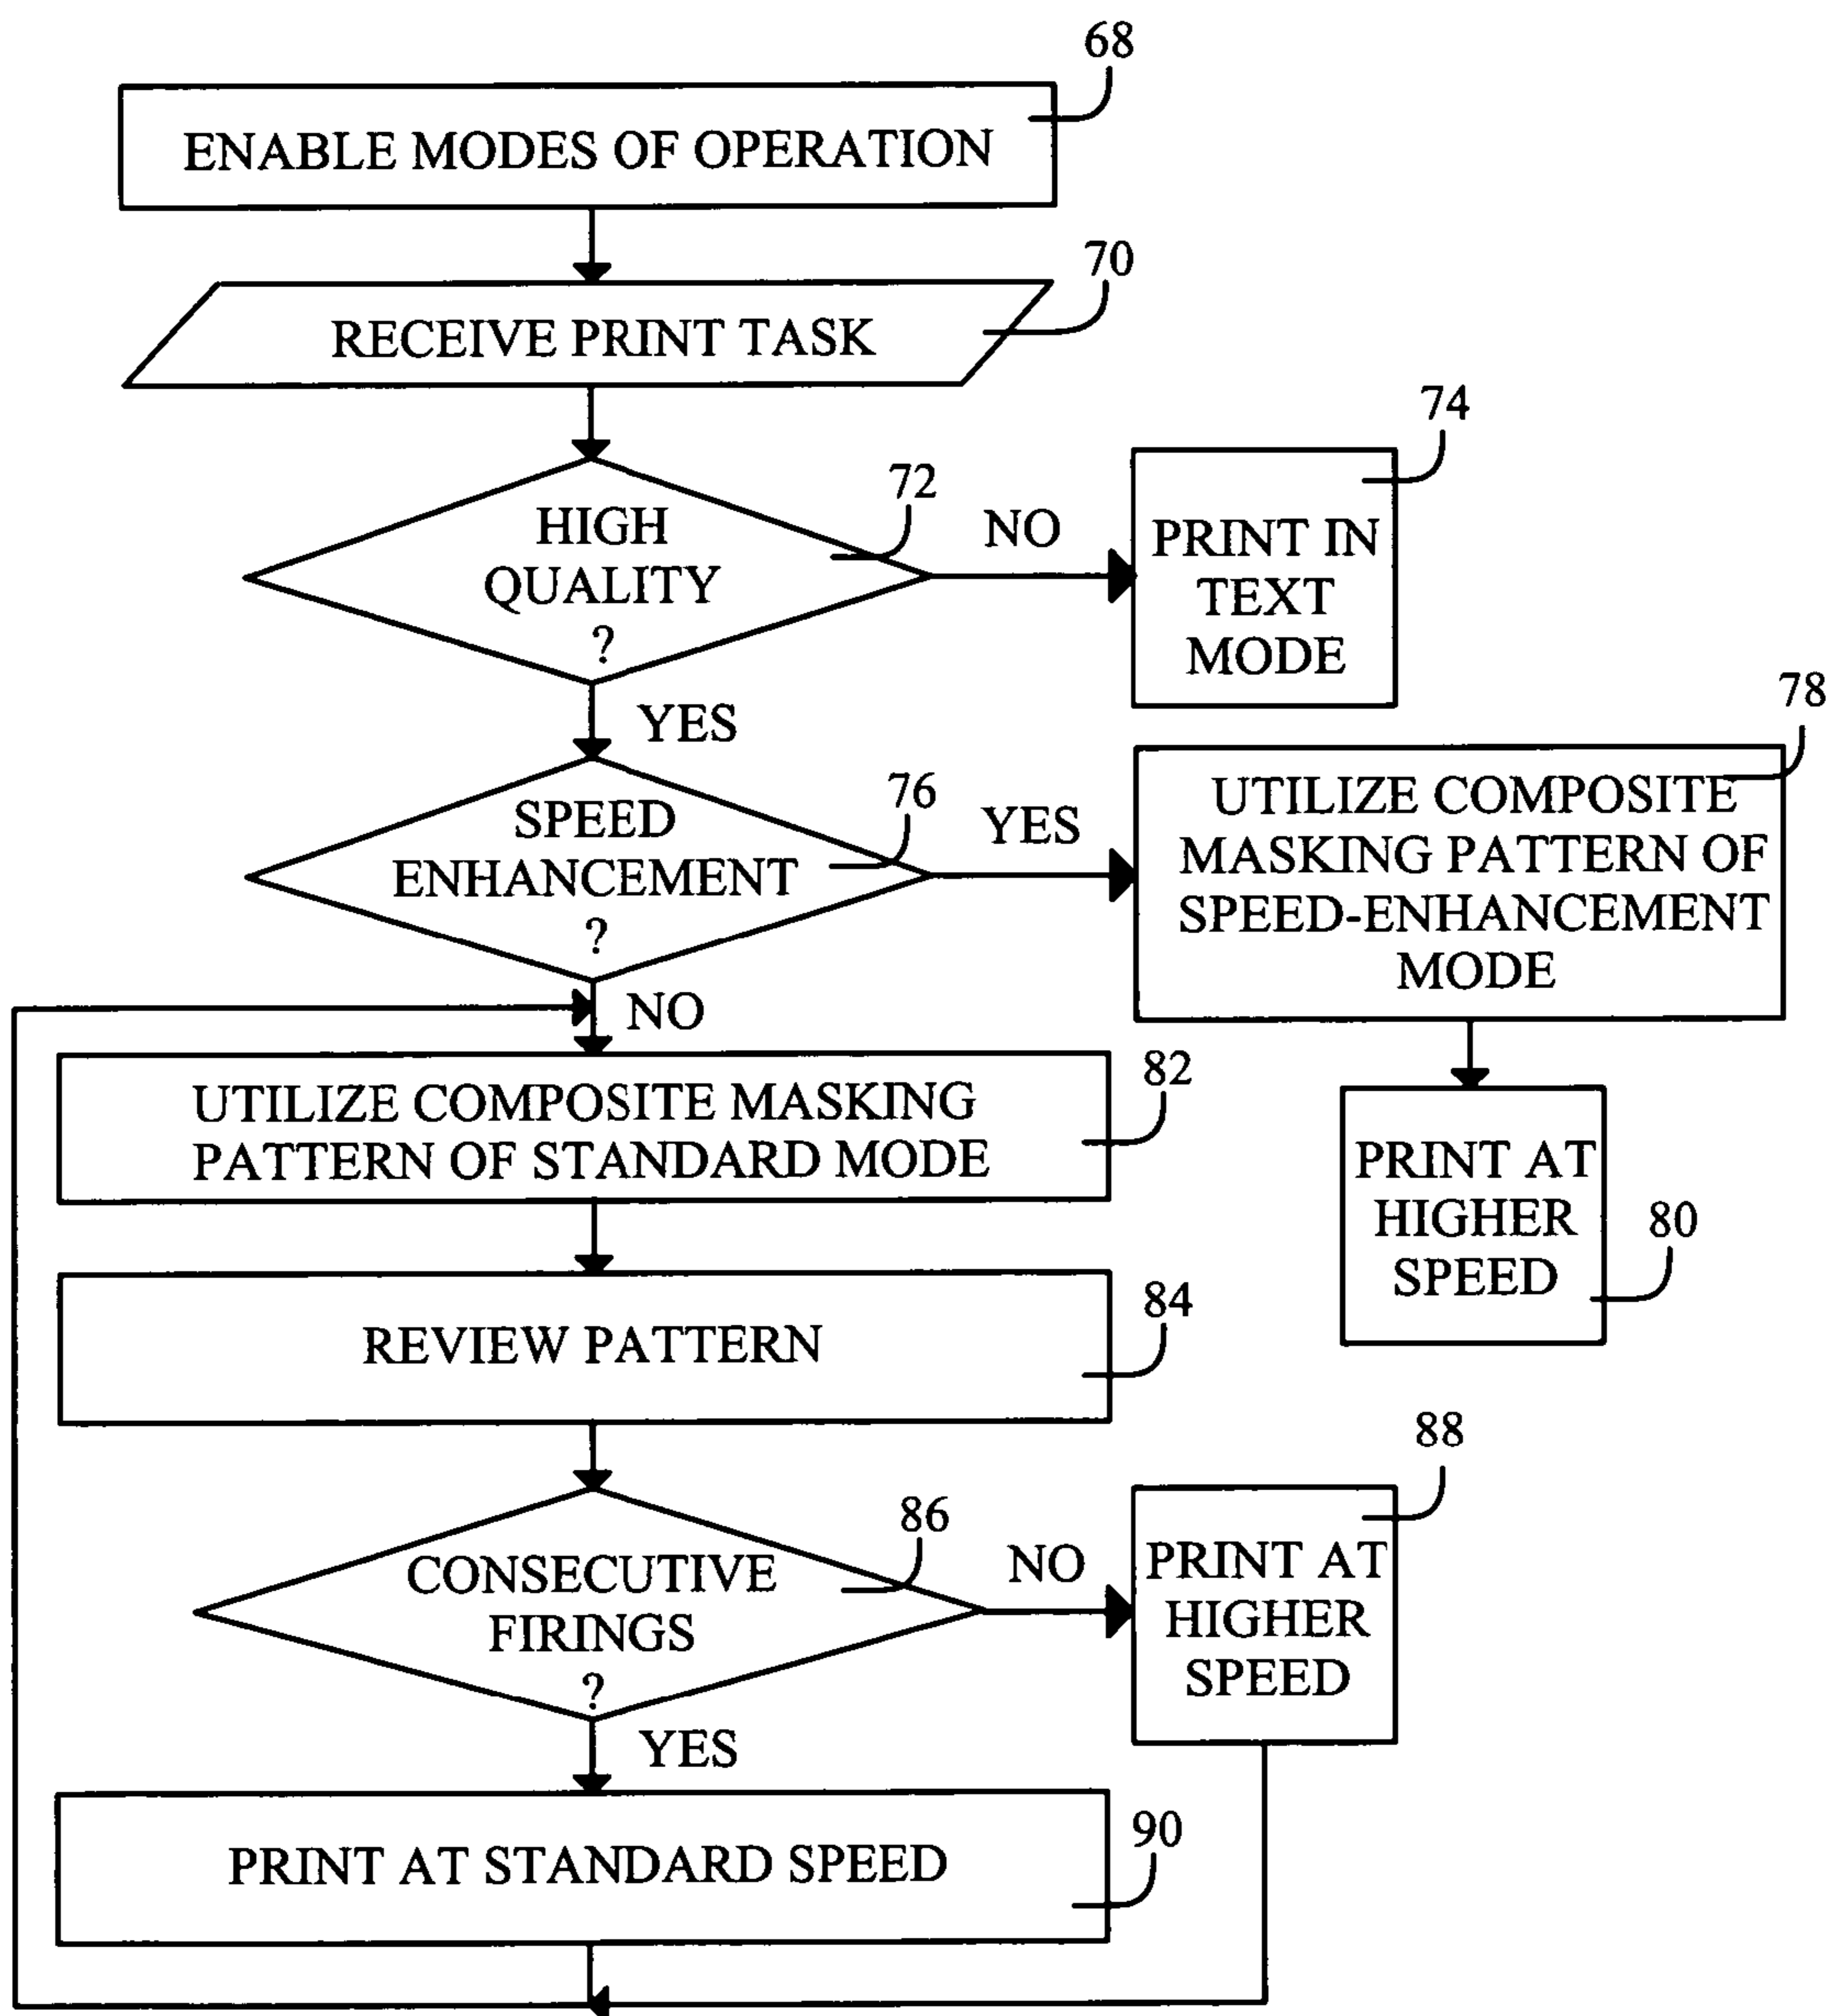 68
ENABLE MODES OF OPERATION
70
RECEIVE PRINT TASK
72
HIGH
QUALITY
?
NO
74
PRINT IN
TEXT
MODE
YES
76
SPEED
ENHANCEMENT
?
YES
78
UTILIZE COMPOSITE
MASKING PATTERN OF
SPEED-ENHANCEMENT
MODE
80
PRINT AT
HIGHER
SPEED
NO
82
UTILIZE COMPOSITE MASKING
PATTERN OF STANDARD MODE
84
REVIEW PATTERN
86
CONSECUTIVE
FIRINGS
?
NO
88
PRINT AT
HIGHER
SPEED
YES
90
PRINT AT STANDARD SPEED